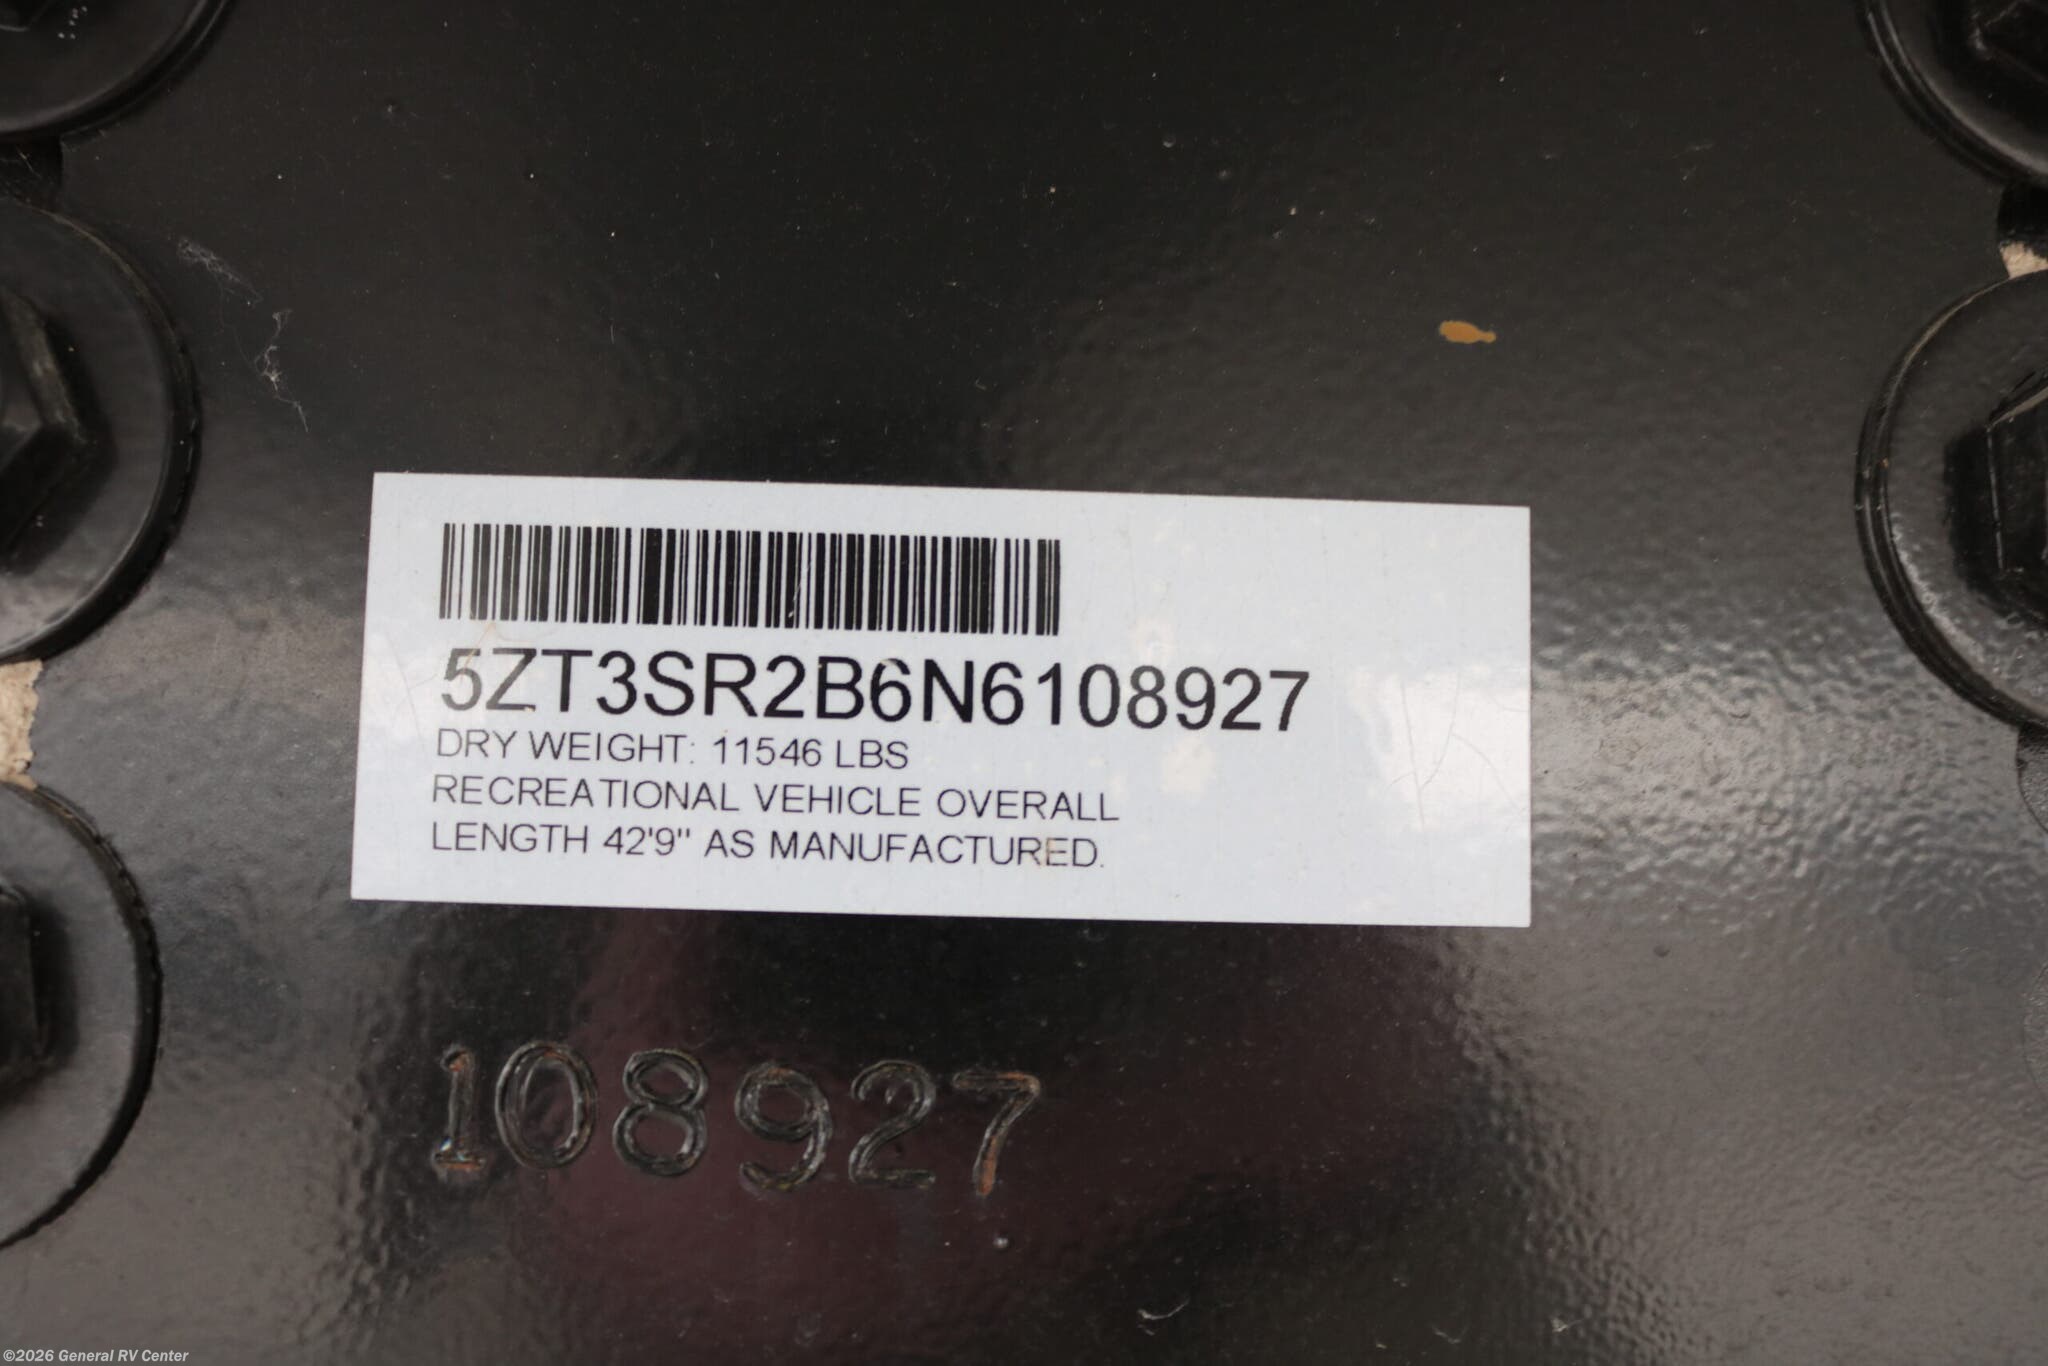 5ZT3SR2B6N6108927
DRY WEIGHT: 11546 LBS
RECREATIONAL VEHICLE OVERALL
LENGTH 42'9" AS MANUFACTURED.
108927
©2026 General RV Center